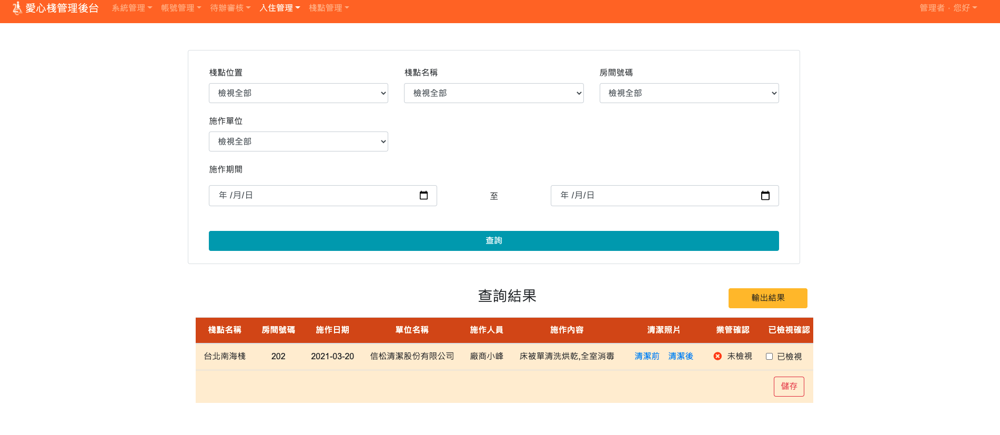 愛心棧管理後台 系統管理 帳號管理 待辦審核 入住管理 棧點管理 管理者，您好
棧點位置 棧點名稱 房間號碼
檢視全部 檢視全部 檢視全部
施作單位
檢視全部
施作期間
年 /月/日 至 年 /月/日
查詢
查詢結果 輸出結果
棧點名稱 房間號碼 施作日期 單位名稱 施作人員 施作內容 清潔照片 業管確認 已檢視確認
台北南海棧 202 2021-03-20 信松清潔股份有限公司 廠商小峰 床被單清洗烘乾,全室消毒 清潔前 清潔後 未檢視 已檢視
儲存